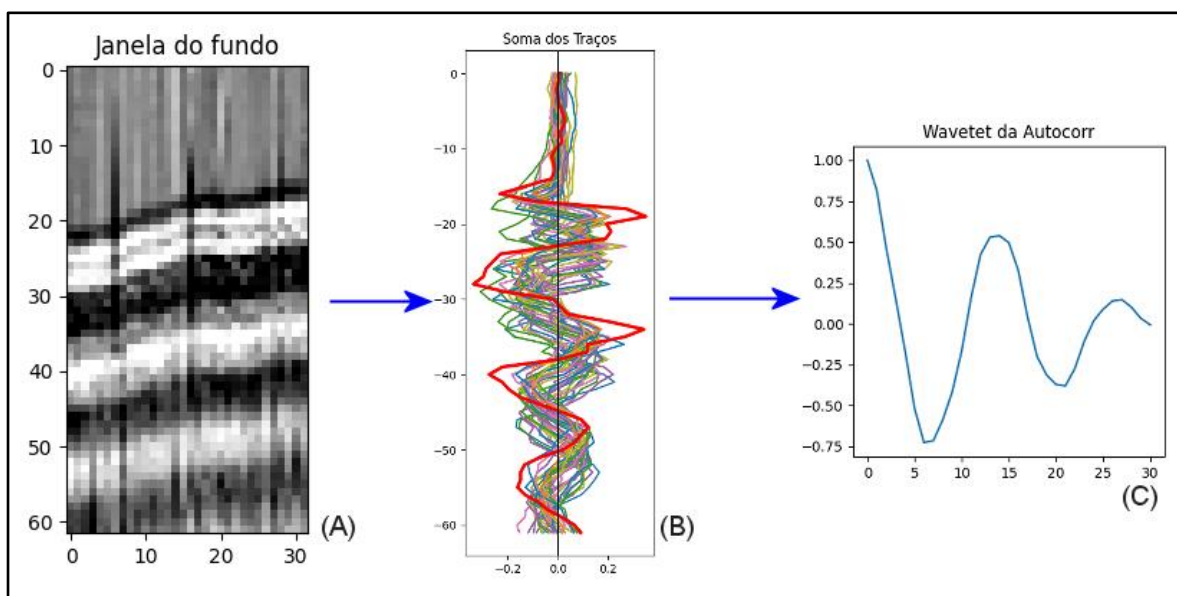 Janela do fundo
0
10
20
30
40
50
60
0 10 20 30
(A)
Soma dos Traços
0
−10
−20
−30
−40
−50
−60
−0.2 0.0 0.2
(B)
Wavetet da Autocorr
1.00
0.75
0.50
0.25
0.00
−0.25
−0.50
−0.75
0 5 10 15 20 25 30
(C)